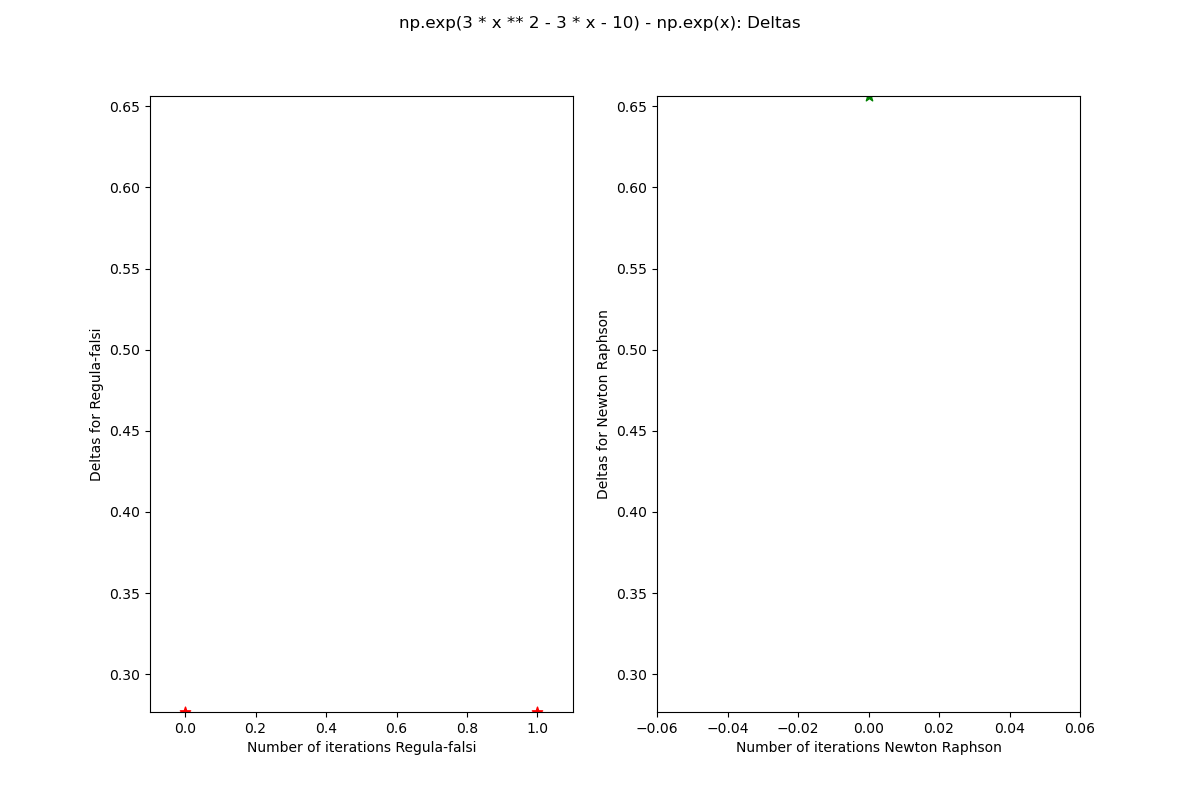 np.exp(3 * x ** 2 - 3 * x - 10) - np.exp(x): Deltas
Deltas for Regula-falsi
0.65
0.60
0.55
0.50
0.45
0.40
0.35
0.30
0.0 0.2 0.4 0.6 0.8 1.0
Number of iterations Regula-falsi
Deltas for Newton Raphson
0.65
0.60
0.55
0.50
0.45
0.40
0.35
0.30
−0.06 −0.04 −0.02 0.00 0.02 0.04 0.06
Number of iterations Newton Raphson